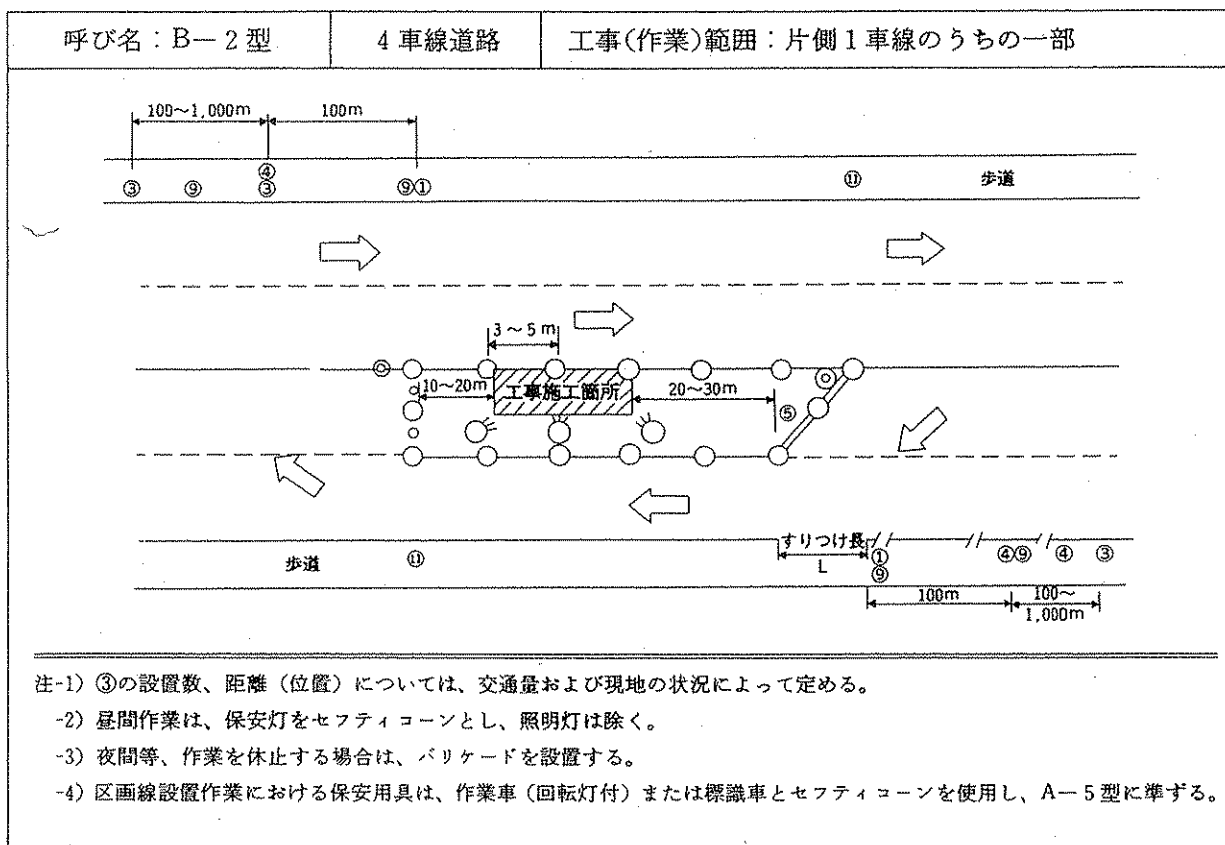 呼び名：B－2型　4車線道路　工事(作業)範囲：片側1車線のうちの一部
100～1,000m　100m
④
③　⑨　③　⑨①　⑪　歩道
3～5m
10～20m　工事施工箇所　20～30m
⑤
すりつけ長
L
歩道　⑪　①　④⑨　④　③
⑨
100m　100～
1,000m
注-1）③の設置数、距離（位置）については、交通量および現地の状況によって定める。
-2）昼間作業は、保安灯をセフティコーンとし、照明灯は除く。
-3）夜間等、作業を休止する場合は、バリケードを設置する。
-4）区画線設置作業における保安用具は、作業車（回転灯付）または標識車とセフティコーンを使用し、A－5型に準ずる。